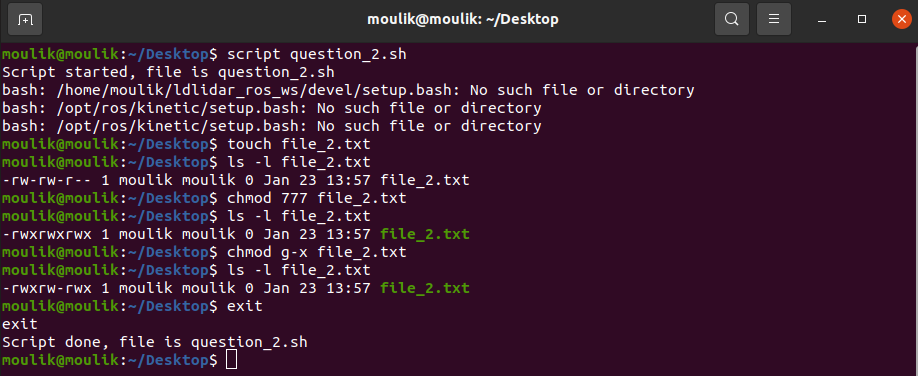 moulik@moulik: ~/Desktop
moulik@moulik:~/Desktop$ script question_2.sh
Script started, file is question_2.sh
bash: /home/moulik/ldlidar_ros_ws/devel/setup.bash: No such file or directory
bash: /opt/ros/kinetic/setup.bash: No such file or directory
bash: /opt/ros/kinetic/setup.bash: No such file or directory
moulik@moulik:~/Desktop$ touch file_2.txt
moulik@moulik:~/Desktop$ ls -l file_2.txt
-rw-rw-r-- 1 moulik moulik 0 Jan 23 13:57 file_2.txt
moulik@moulik:~/Desktop$ chmod 777 file_2.txt
moulik@moulik:~/Desktop$ ls -l file_2.txt
-rwxrwxrwx 1 moulik moulik 0 Jan 23 13:57 file_2.txt
moulik@moulik:~/Desktop$ chmod g-x file_2.txt
moulik@moulik:~/Desktop$ ls -l file_2.txt
-rwxrw-rwx 1 moulik moulik 0 Jan 23 13:57 file_2.txt
moulik@moulik:~/Desktop$ exit
exit
Script done, file is question_2.sh
moulik@moulik:~/Desktop$